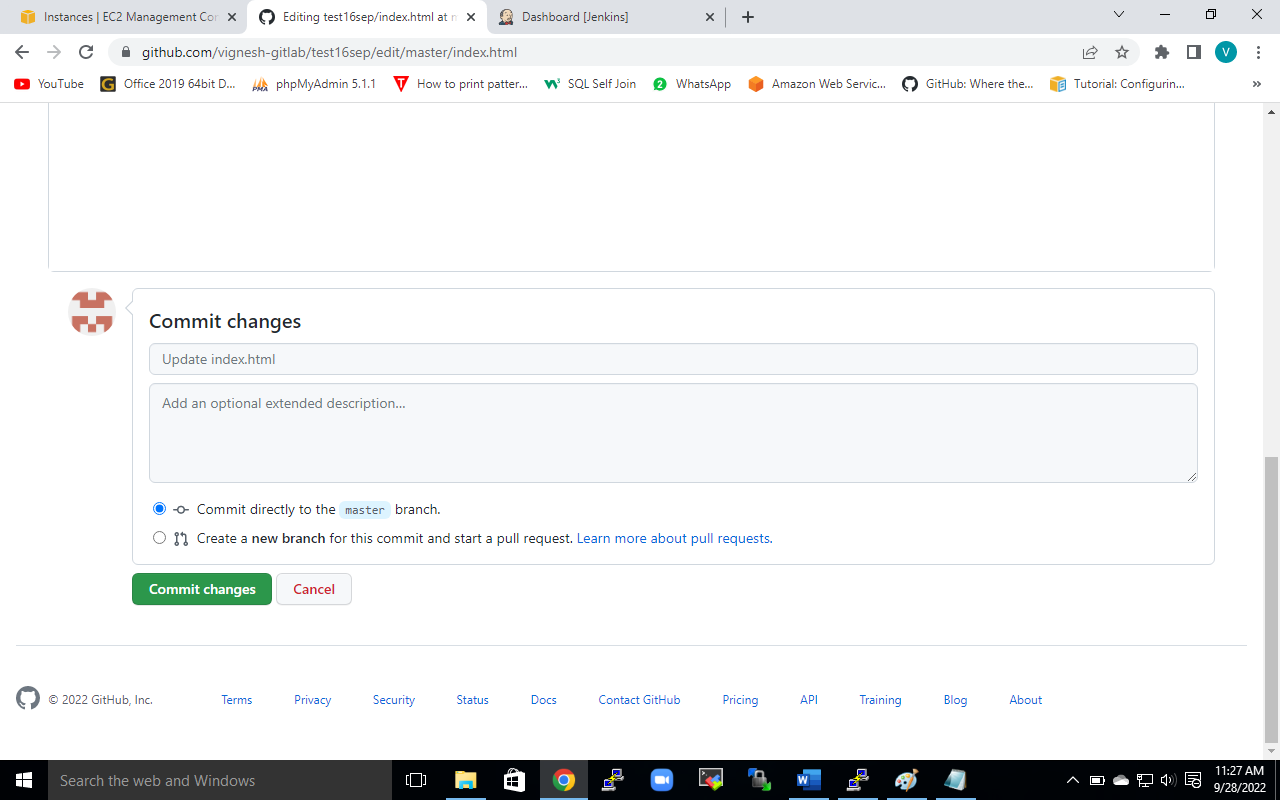 Instances | EC2 Management Con
Editing test16sep/index.html at m
Dashboard [Jenkins]
github.com/vignesh-gitlab/test16sep/edit/master/index.html
V
YouTube
Office 2019 64bit D...
phpMyAdmin 5.1.1
How to print patter...
SQL Self Join
2
WhatsApp
Amazon Web Servic...
GitHub: Where the...
Tutorial: Configurin...
»
Commit changes
Update index.html
Add an optional extended description...
Commit directly to the master branch.
Create a new branch for this commit and start a pull request. Learn more about pull requests.
Commit changes
Cancel
© 2022 GitHub, Inc.
Terms
Privacy
Security
Status
Docs
Contact GitHub
Pricing
API
Training
Blog
About
Search the web and Windows
11:27 AM
9/28/2022